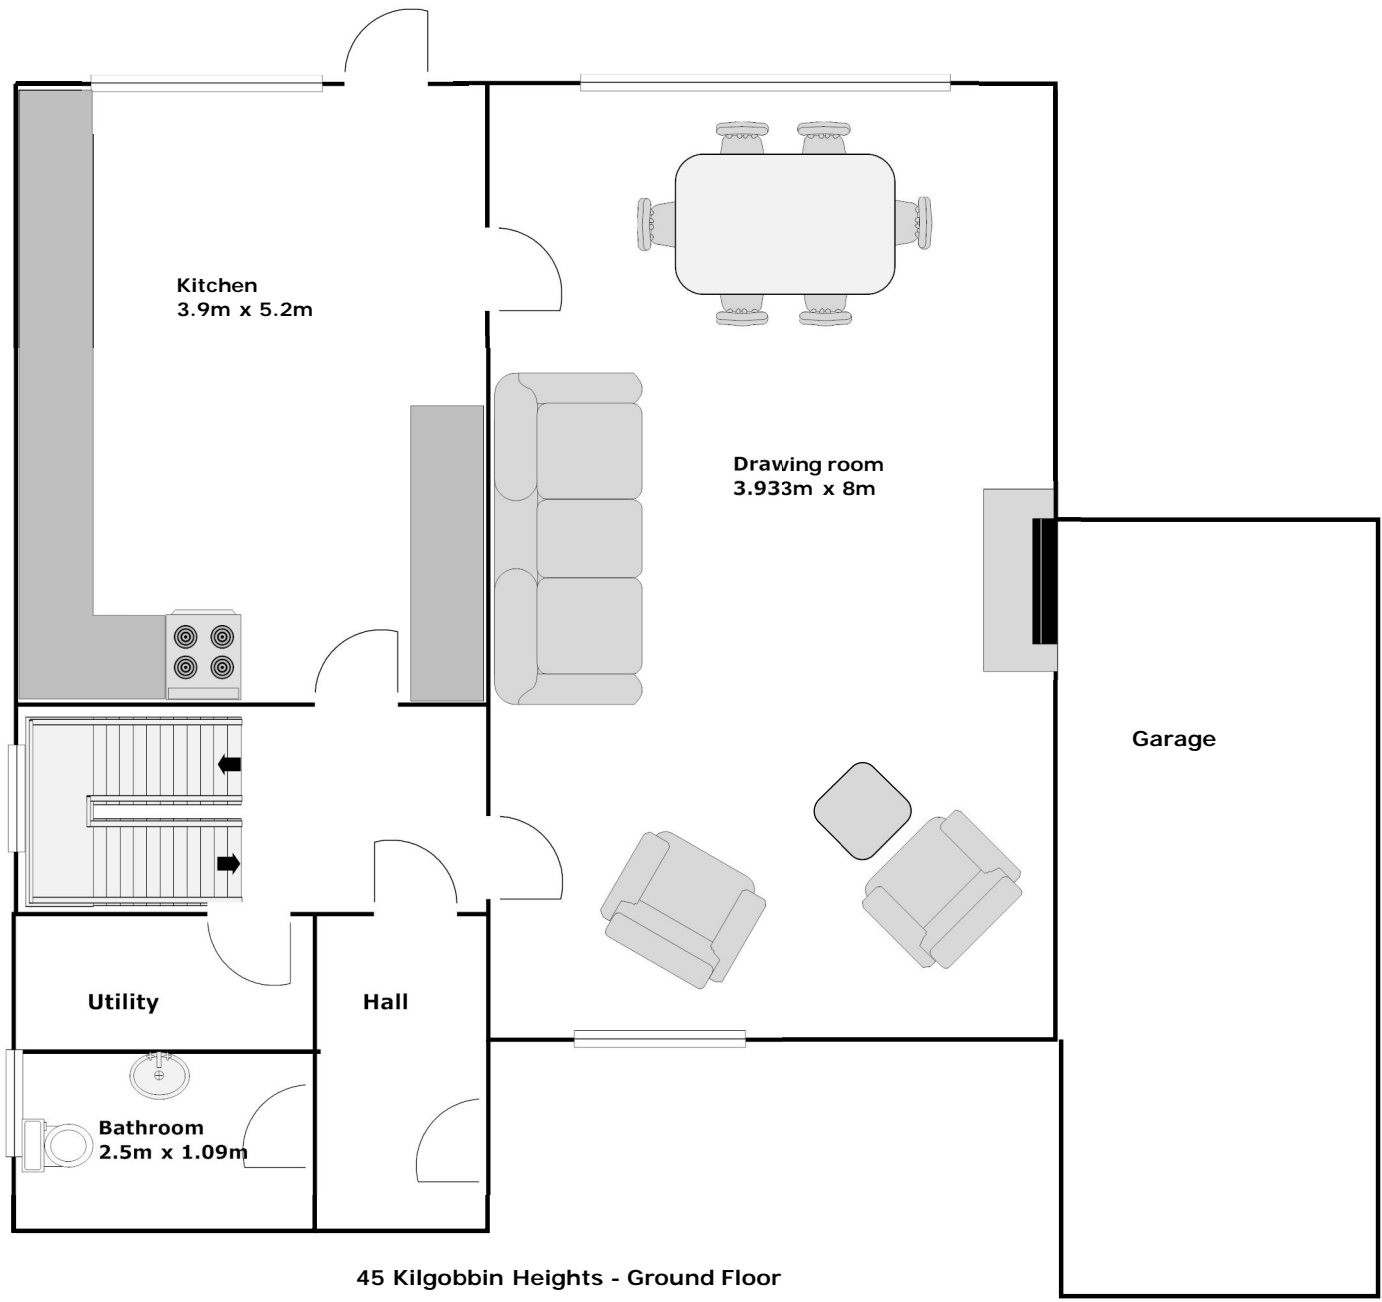 Kitchen
3.9m x 5.2m
Drawing room
3.933m x 8m
Garage
Utility
Hall
Bathroom
2.5m x 1.09m
45 Kilgobbin Heights - Ground Floor